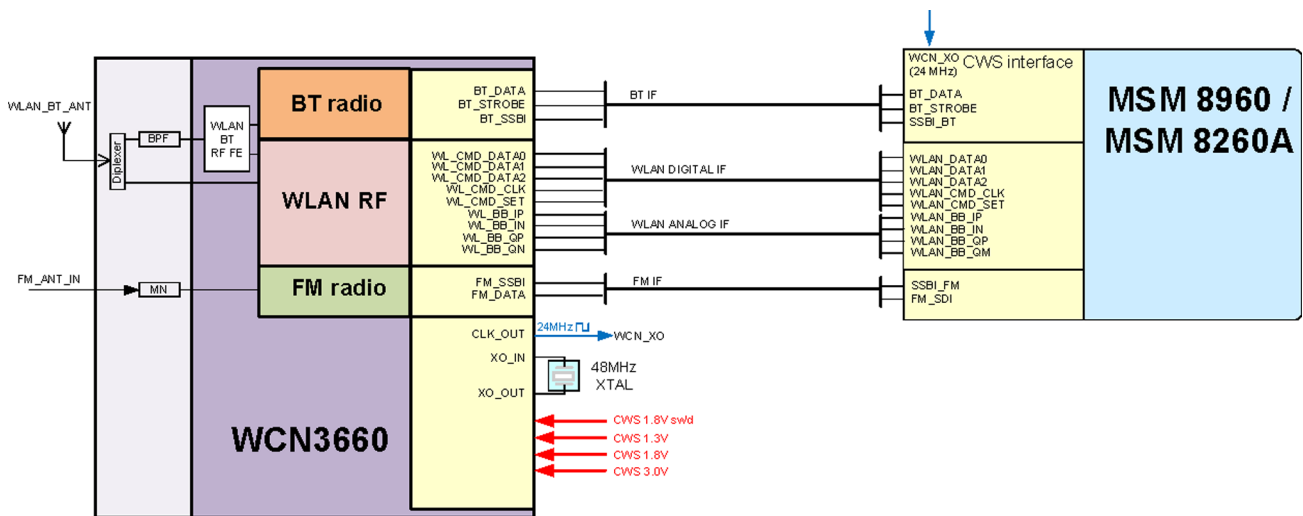 WLAN_BT_ANT
Diplexer
BPF
WLAN
BT
RF FE
FM_ANT_IN
MN
BT radio
WLAN RF
FM radio
WCN3660
BT_DATA
BT_STROBE
BT_SSBI
WL_CMD_DATA0
WL_CMD_DATA1
WL_CMD_DATA2
WL_CMD_CLK
WL_CMD_SET
WL_BB_IP
WL_BB_IN
WL_BB_QP
WL_BB_QN
FM_SSBI
FM_DATA
CLK_OUT
XO_IN
XO_OUT
24MHz
WCN_XO
48MHz
XTAL
CWS 1.8V sw/d
CWS 1.3V
CWS 1.8V
CWS 3.0V
BT IF
WLAN DIGITAL IF
WLAN ANALOG IF
FM IF
WCN_XO
(24 MHz)
CWS interface
BT_DATA
BT_STROBE
SSBI_BT
WLAN_DATA0
WLAN_DATA1
WLAN_DATA2
WLAN_CMD_CLK
WLAN_CMD_SET
WLAN_BB_IP
WLAN_BB_IN
WLAN_BB_QP
WLAN_BB_QM
SSBI_FM
FM_SDI
MSM 8960 /
MSM 8260A